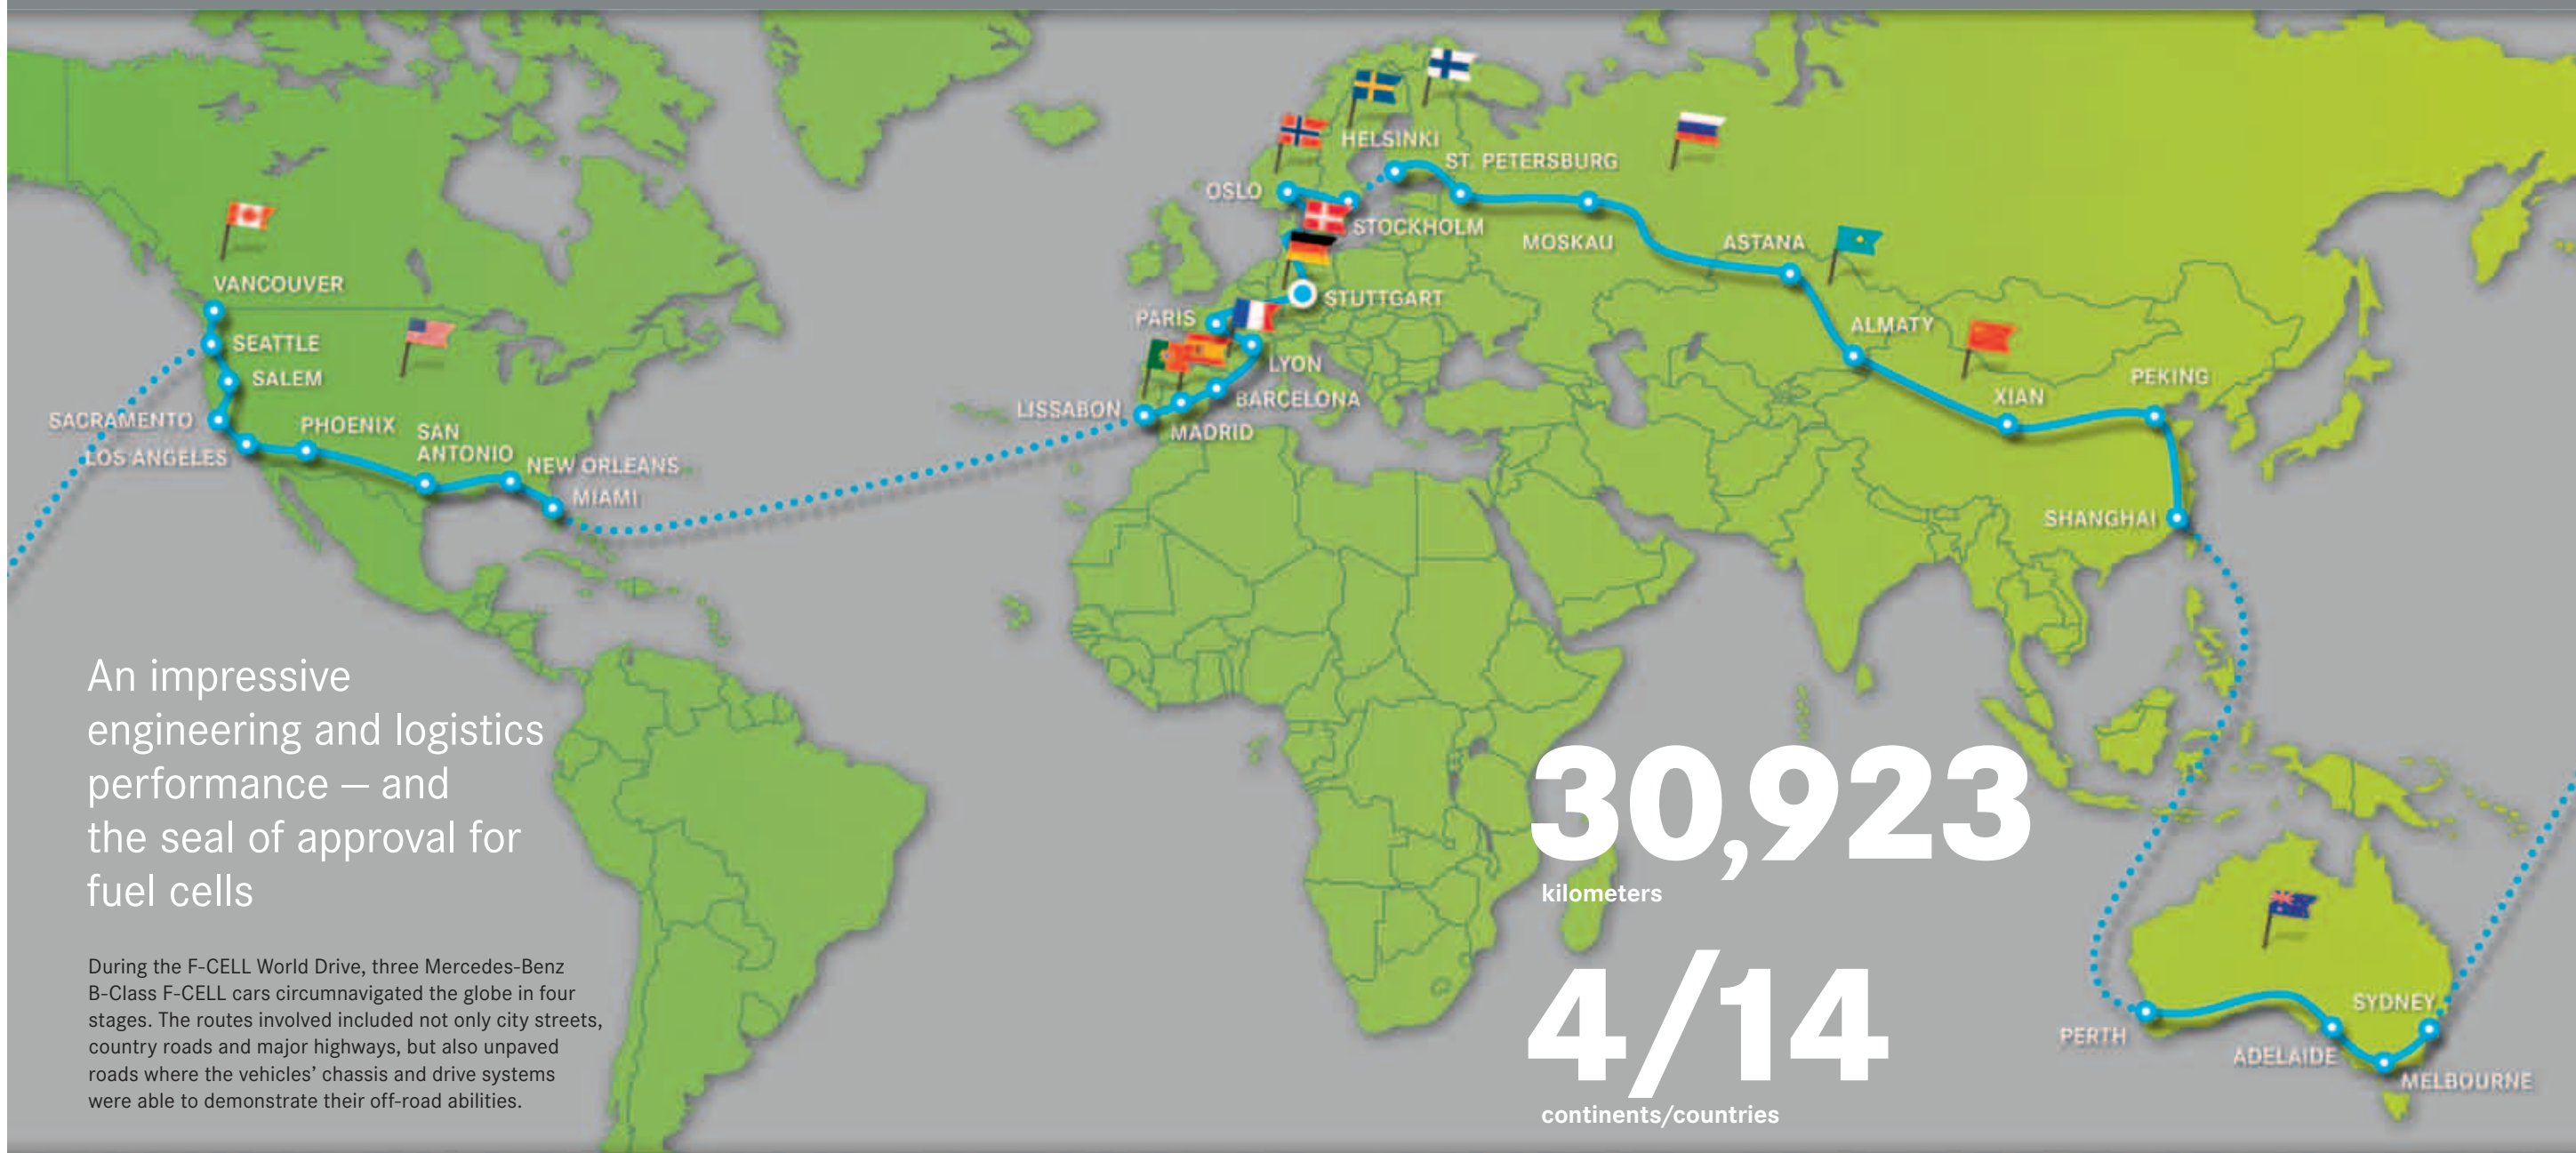 HELSINKI
ST. PETERSBURG
OSLO
STOCKHOLM
MOSKAU
ASTANA
VANCOUVER
STUTTGART
PARIS
ALMATY
SEATTLE
LYON
SALEM
PEKING
BARCELONA
XIAN
LISSABON
SACRAMENTO
PHOENIX
SAN
ANTONIO
MADRID
LOS ANGELES
NEW ORLEANS
MIAMI
SHANGHAI
An impressive
engineering and logistics
performance – and
the seal of approval for
fuel cells
30,923
kilometers
During the F-CELL World Drive, three Mercedes-Benz
B-Class F-CELL cars circumnavigated the globe in four
stages. The routes involved included not only city streets,
country roads and major highways, but also unpaved
roads where the vehicles’ chassis and drive systems
were able to demonstrate their off-road abilities.
4/14
continents/countries
SYDNEY
PERTH
ADELAIDE
MELBOURNE